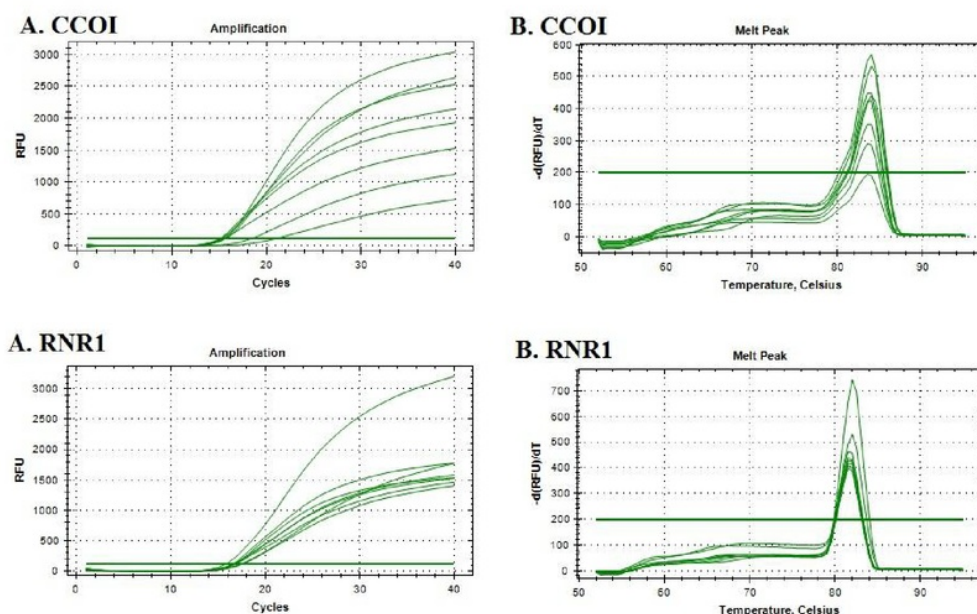 A. CCOI
Amplification
3000
2500
2000
1500
1000
500
0
RFU
0 10 20 30 40
Cycles
B. CCOI
Melt Peak
600
500
400
300
200
100
0
-d(RFU)/dT
50 60 70 80 90
Temperature, Celsius
A. RNR1
Amplification
3000
2500
2000
1500
1000
500
0
RFU
0 10 20 30 40
Cycles
B. RNR1
Melt Peak
700
600
500
400
300
200
100
0
-d(RFU)/dT
50 60 70 80 90
Temperature, Celsius